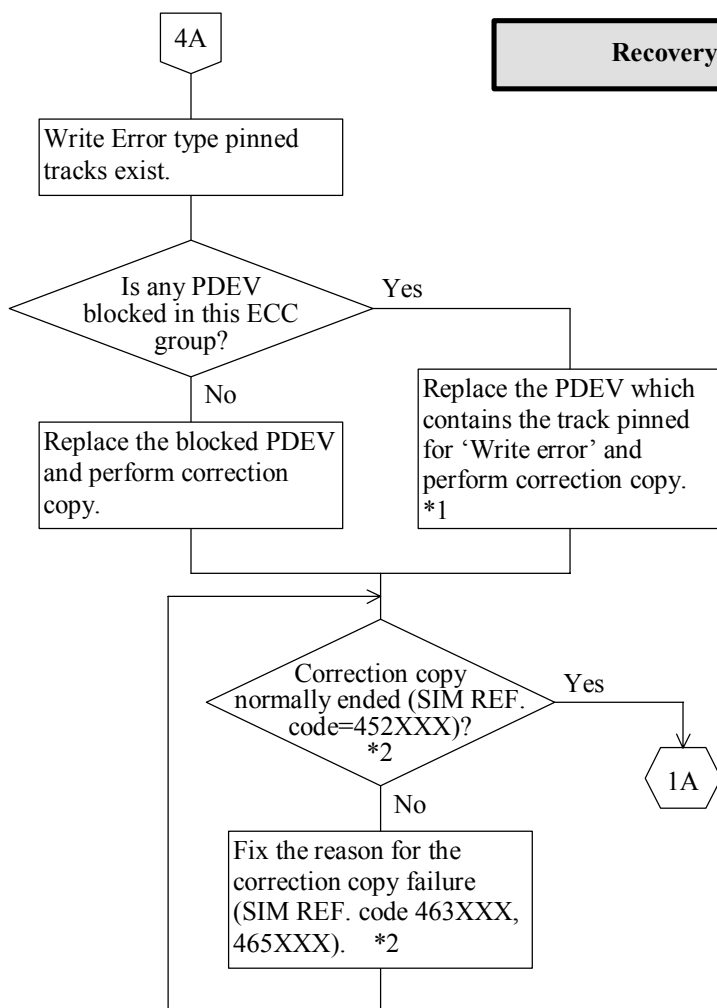 4A
Recovery
Write Error type pinned
tracks exist.
Is any PDEV
blocked in this ECC
group?
Yes
No
Replace the blocked PDEV
and perform correction
copy.
Replace the PDEV which
contains the track pinned
for ‘Write error’ and
perform correction copy.
*1
Correction copy
normally ended (SIM REF.
code=452XXX)?
*2
Yes
1A
No
Fix the reason for the
correction copy failure
(SIM REF. code 463XXX,
465XXX). *2